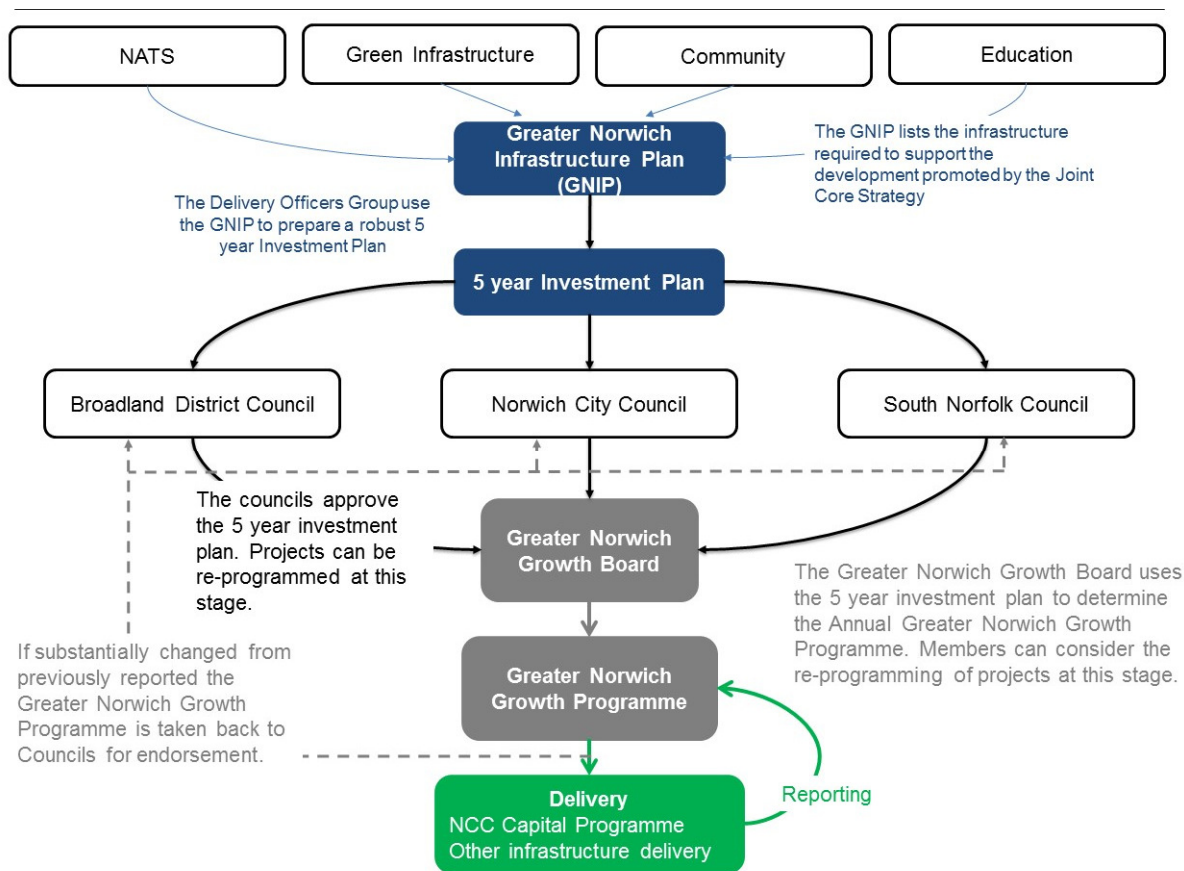 NATS
Green Infrastructure
Community
Education
Greater Norwich
Infrastructure Plan
(GNIP)
The GNIP lists the infrastructure
required to support the
development promoted by the Joint
Core Strategy
The Delivery Officers Group use
the GNIP to prepare a robust 5
year Investment Plan
5 year Investment Plan
Broadland District Council
Norwich City Council
South Norfolk Council
The councils approve
the 5 year investment
plan. Projects can be
re-programmed at this
stage.
Greater Norwich
Growth Board
The Greater Norwich Growth Board uses
the 5 year investment plan to determine
the Annual Greater Norwich Growth
Programme. Members can consider the
re-programming of projects at this stage.
If substantially changed from
previously reported the
Greater Norwich Growth
Programme is taken back to
Councils for endorsement.
Greater Norwich
Growth Programme
Delivery
NCC Capital Programme
Other infrastructure delivery
Reporting